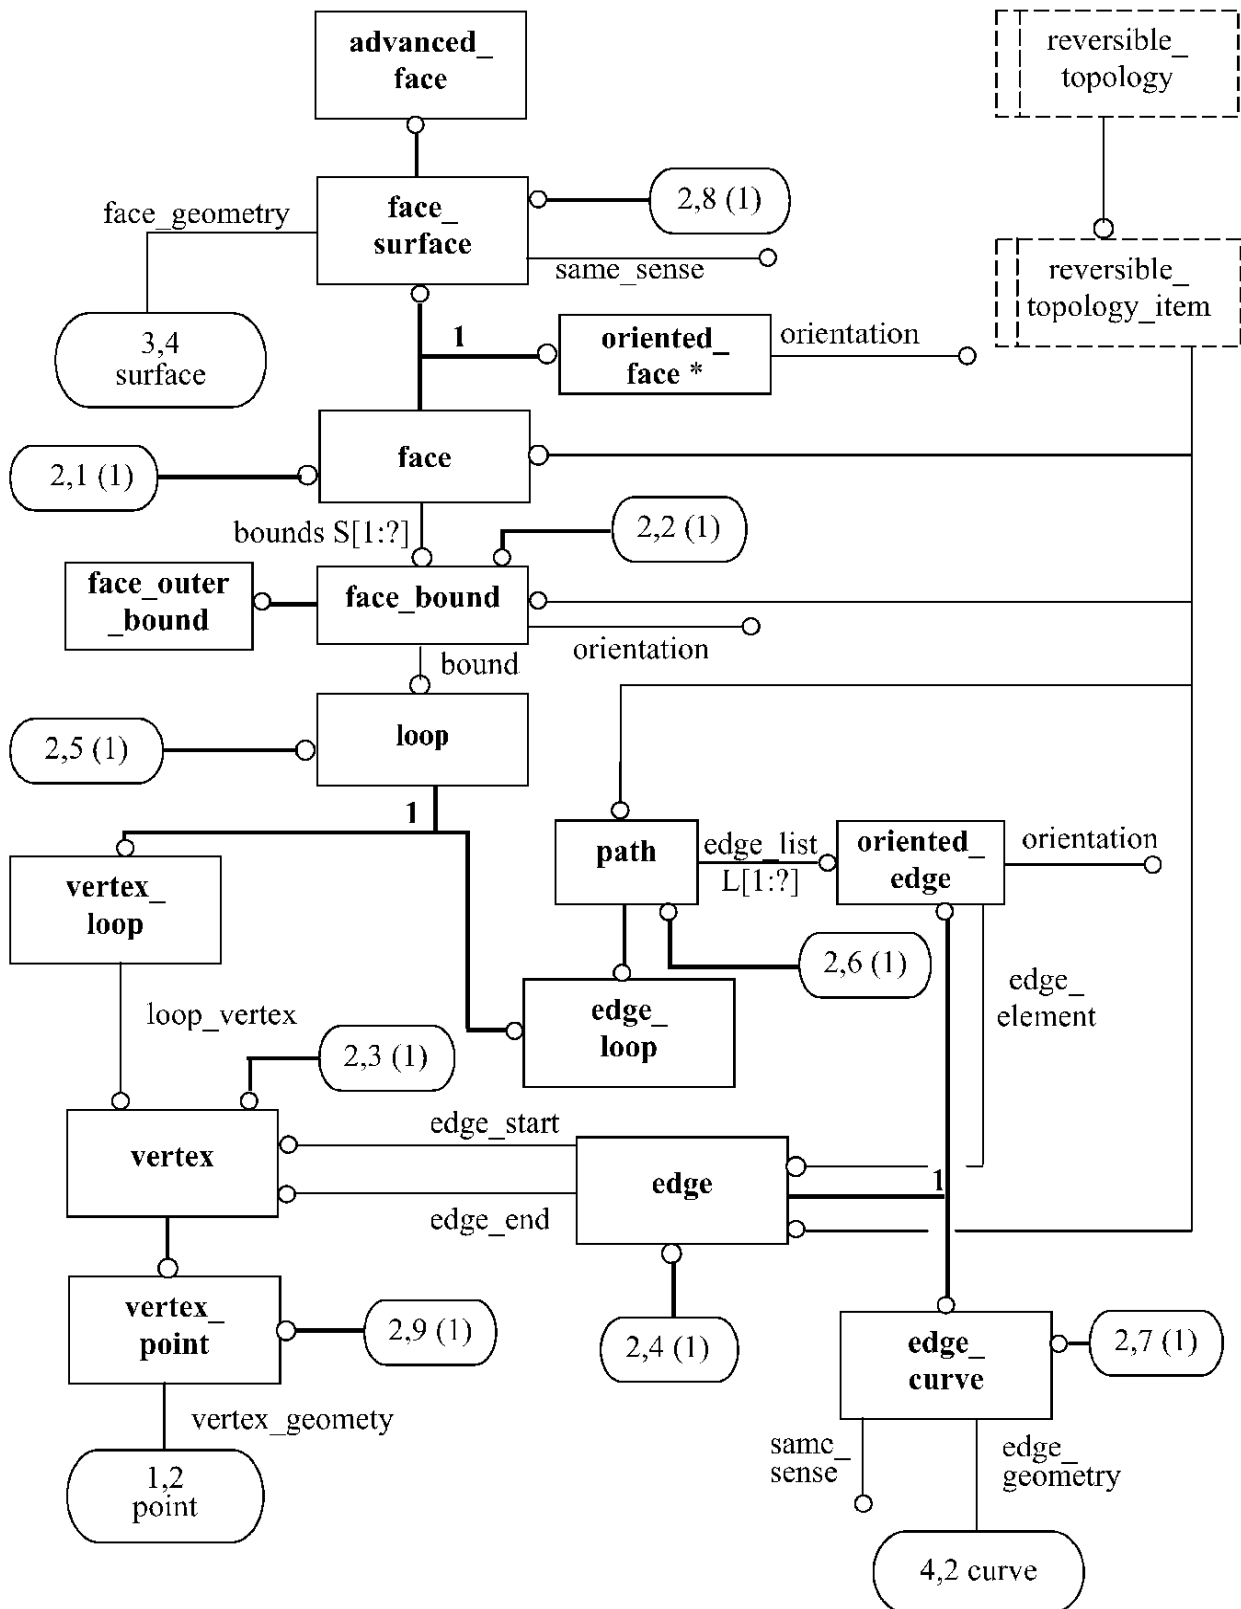 advanced_
face
reversible_
topology
face_
surface
2,8 (1)
face_geometry
same_sense
reversible_
topology_item
3,4
surface
1
oriented_
face *
orientation
face
2,1 (1)
bounds S[1:?]
2,2 (1)
face_outer
_bound
face_bound
orientation
bound
loop
2,5 (1)
1
vertex_
loop
path
edge_list
L[1:?]
oriented_
edge
orientation
2,6 (1)
edge_
element
loop_vertex
edge_
loop
2,3 (1)
vertex
edge_start
edge_end
edge
1
vertex_
point
2,9 (1)
2,4 (1)
edge_
curve
2,7 (1)
vertex_geomety
1,2
point
same_
sense
edge_
geometry
4,2 curve